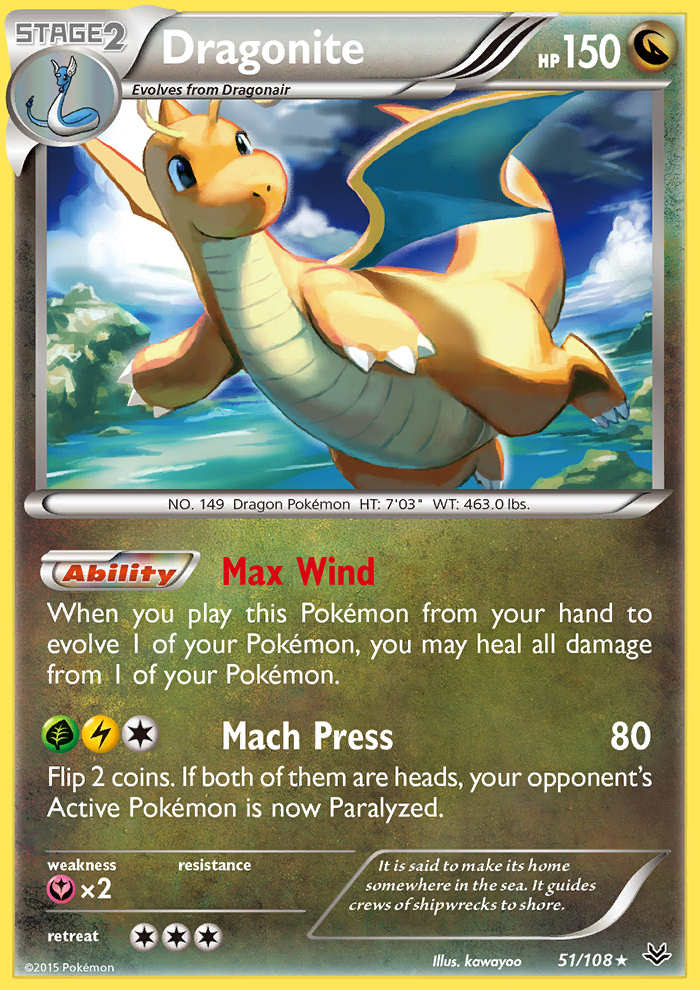 STAGE2
Dragonite
HP150
Evolves from Dragonair
NO. 149 Dragon Pokémon HT: 7'03" WT: 463.0 lbs.
Ability Max Wind
When you play this Pokémon from your hand to
evolve 1 of your Pokémon, you may heal all damage
from 1 of your Pokémon.
Mach Press 80
Flip 2 coins. If both of them are heads, your opponent's
Active Pokémon is now Paralyzed.
weakness resistance
×2
It is said to make its home
somewhere in the sea. It guides
crews of shipwrecks to shore.
retreat
©2015 Pokémon
Illus. kawayoo 51/108★